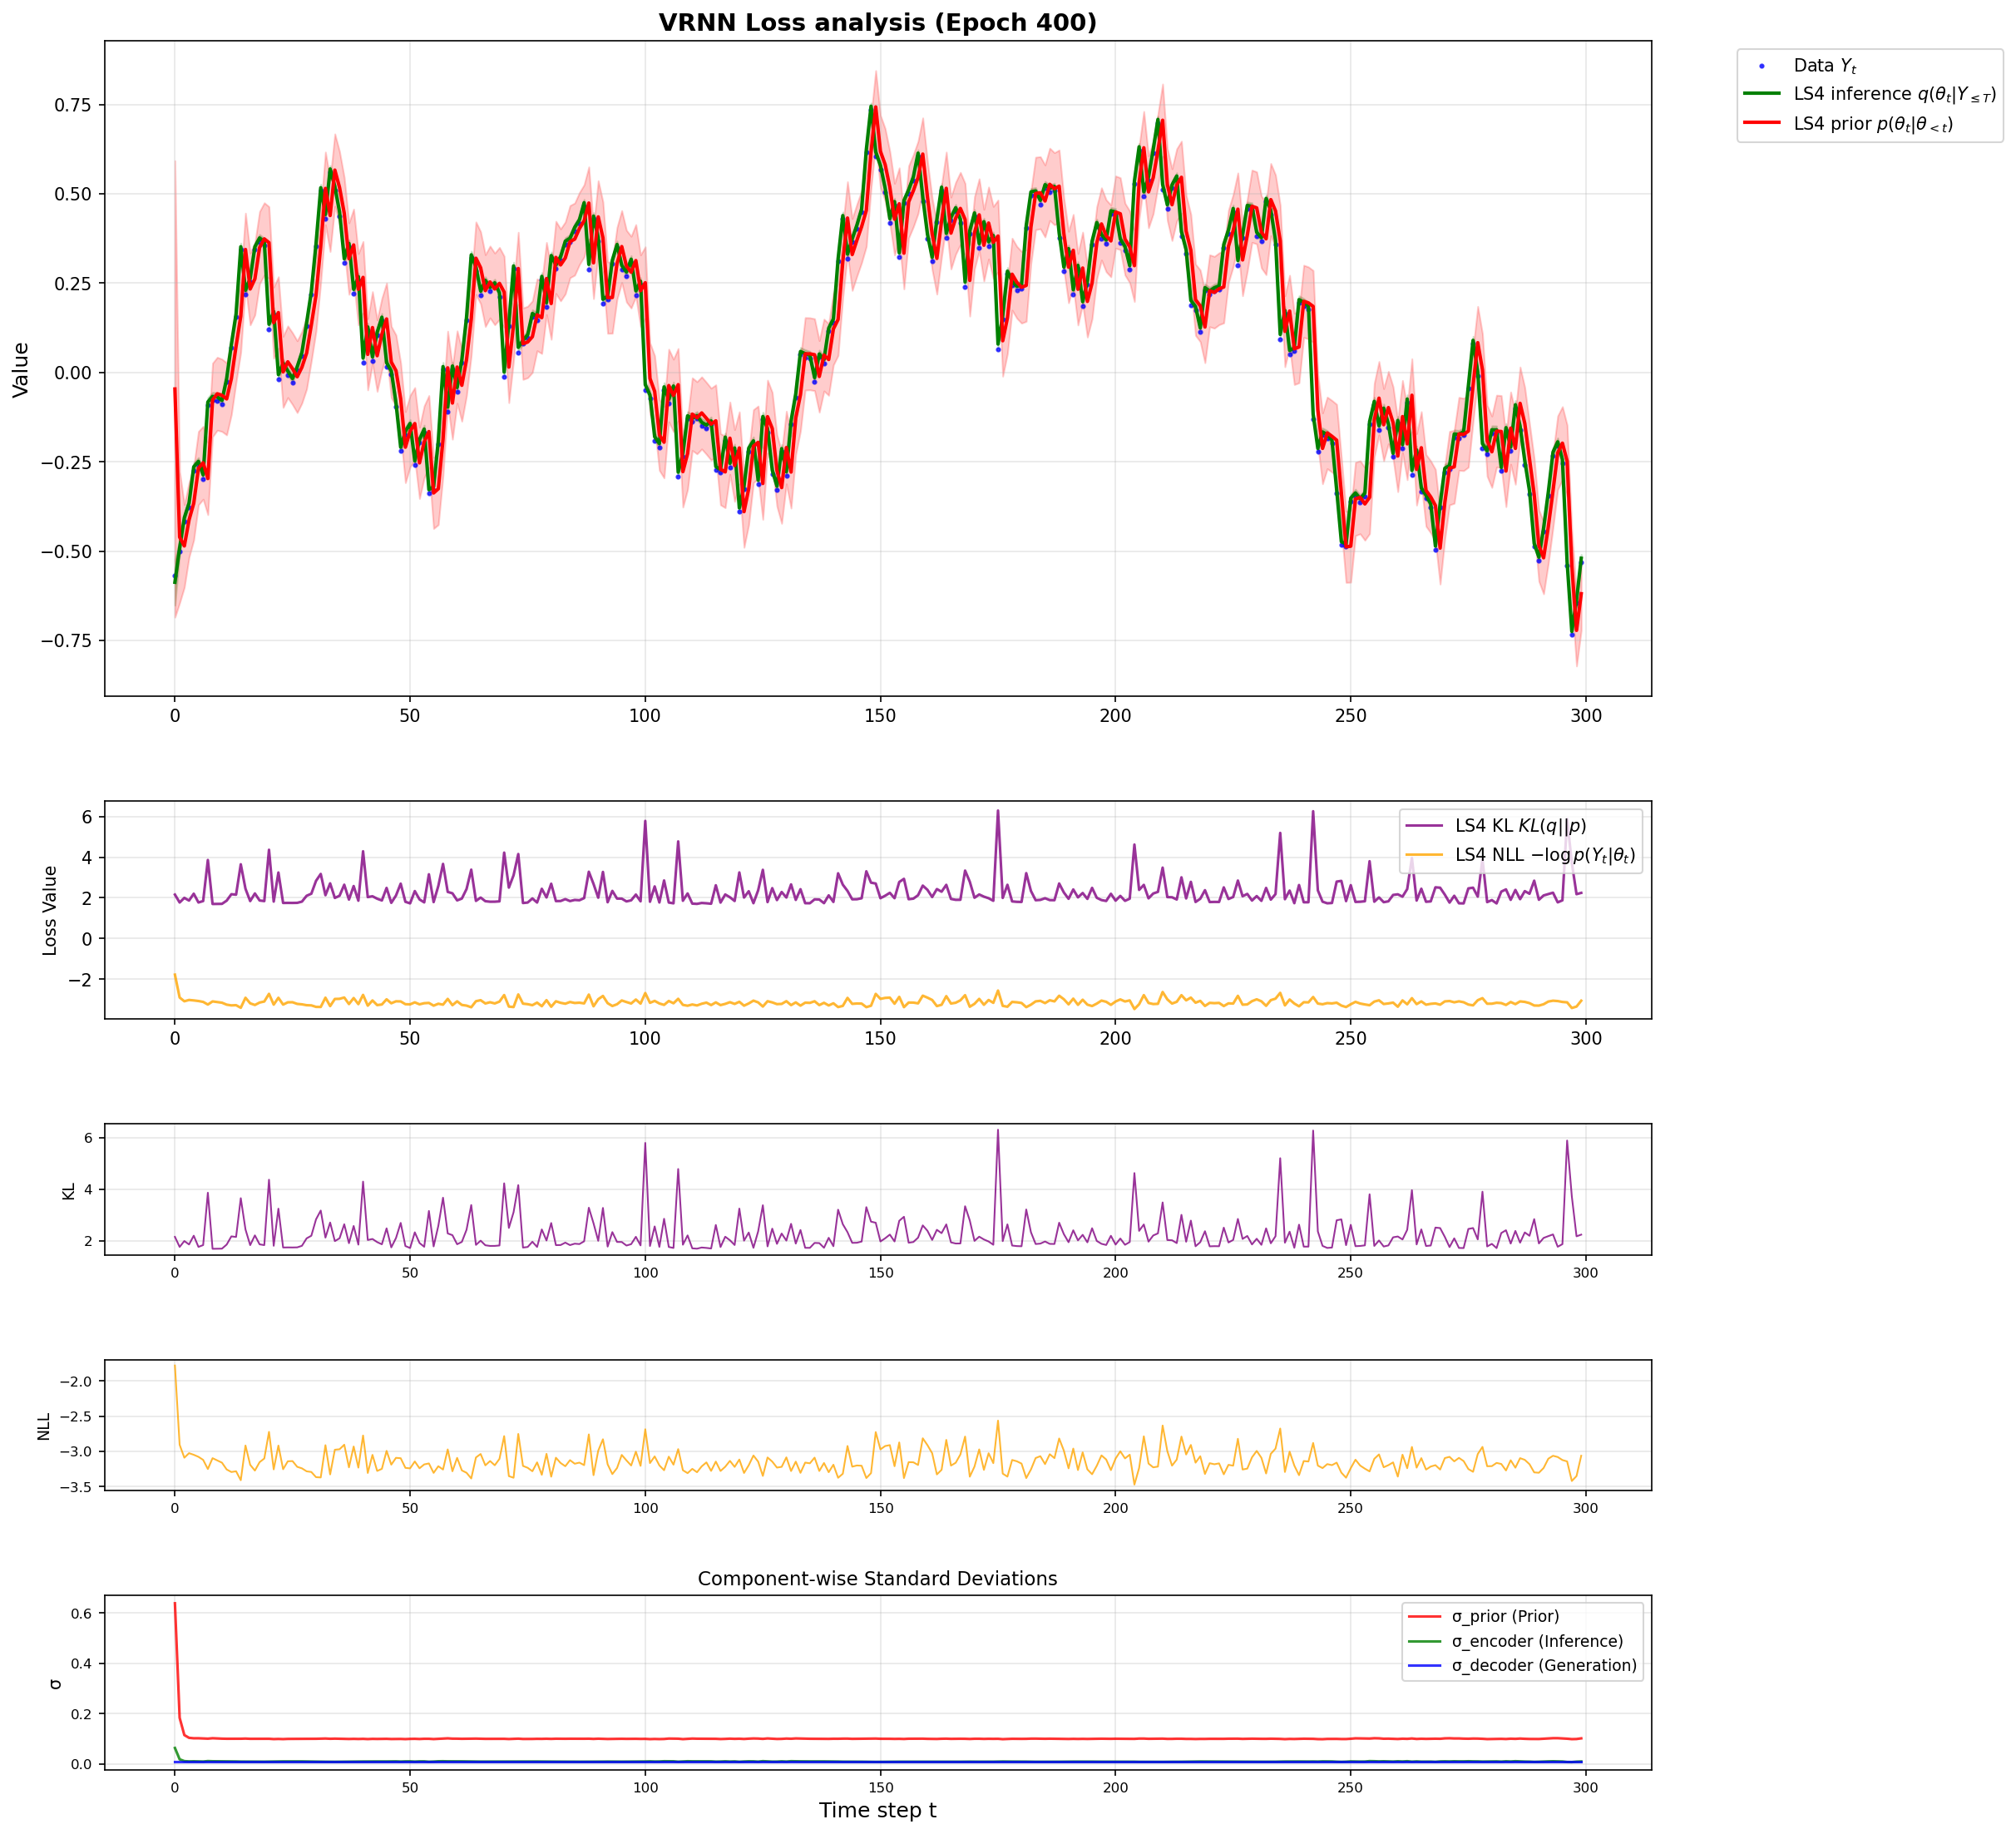 VRNN Loss analysis (Epoch 400)
Data Y_t
LS4 inference q(θ_t|Y_{≤T})
LS4 prior p(θ_t|θ_{<t})
Value
0.75
0.50
0.25
0.00
−0.25
−0.50
−0.75
0 50 100 150 200 250 300
Loss Value
6
4
2
0
−2
LS4 KL KL(q||p)
LS4 NLL −log p(Y_t|θ_t)
0 50 100 150 200 250 300
KL
6
4
2
0 50 100 150 200 250 300
NLL
−2.0
−2.5
−3.0
−3.5
0 50 100 150 200 250 300
Component-wise Standard Deviations
σ
0.6
0.4
0.2
0.0
σ_prior (Prior)
σ_encoder (Inference)
σ_decoder (Generation)
0 50 100 150 200 250 300
Time step t